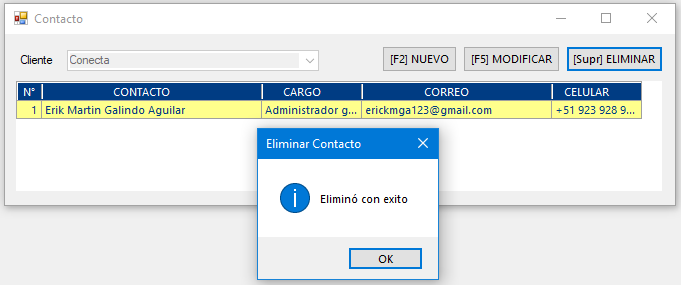 Contacto
Cliente Conecta [F2] NUEVO [F5] MODIFICAR [Supr] ELIMINAR
N° CONTACTO CARGO CORREO CELULAR
1 Erik Martin Galindo Aguilar Administrador g... erickmga123@gmail.com +51 923 928 9...
Eliminar Contacto
Eliminó con exito
OK